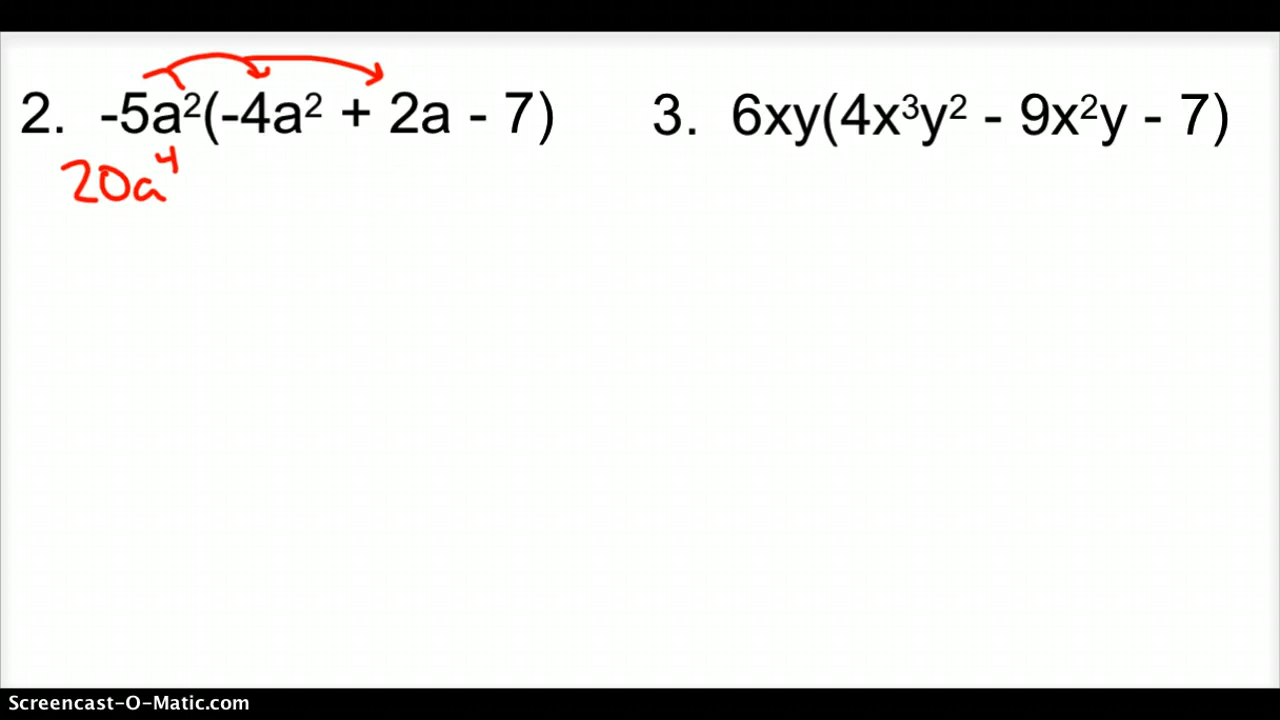 2. -5a²(-4a² + 2a - 7) 3. 6xy(4x³y² - 9x²y - 7)
20a⁴
Screencast-O-Matic.com